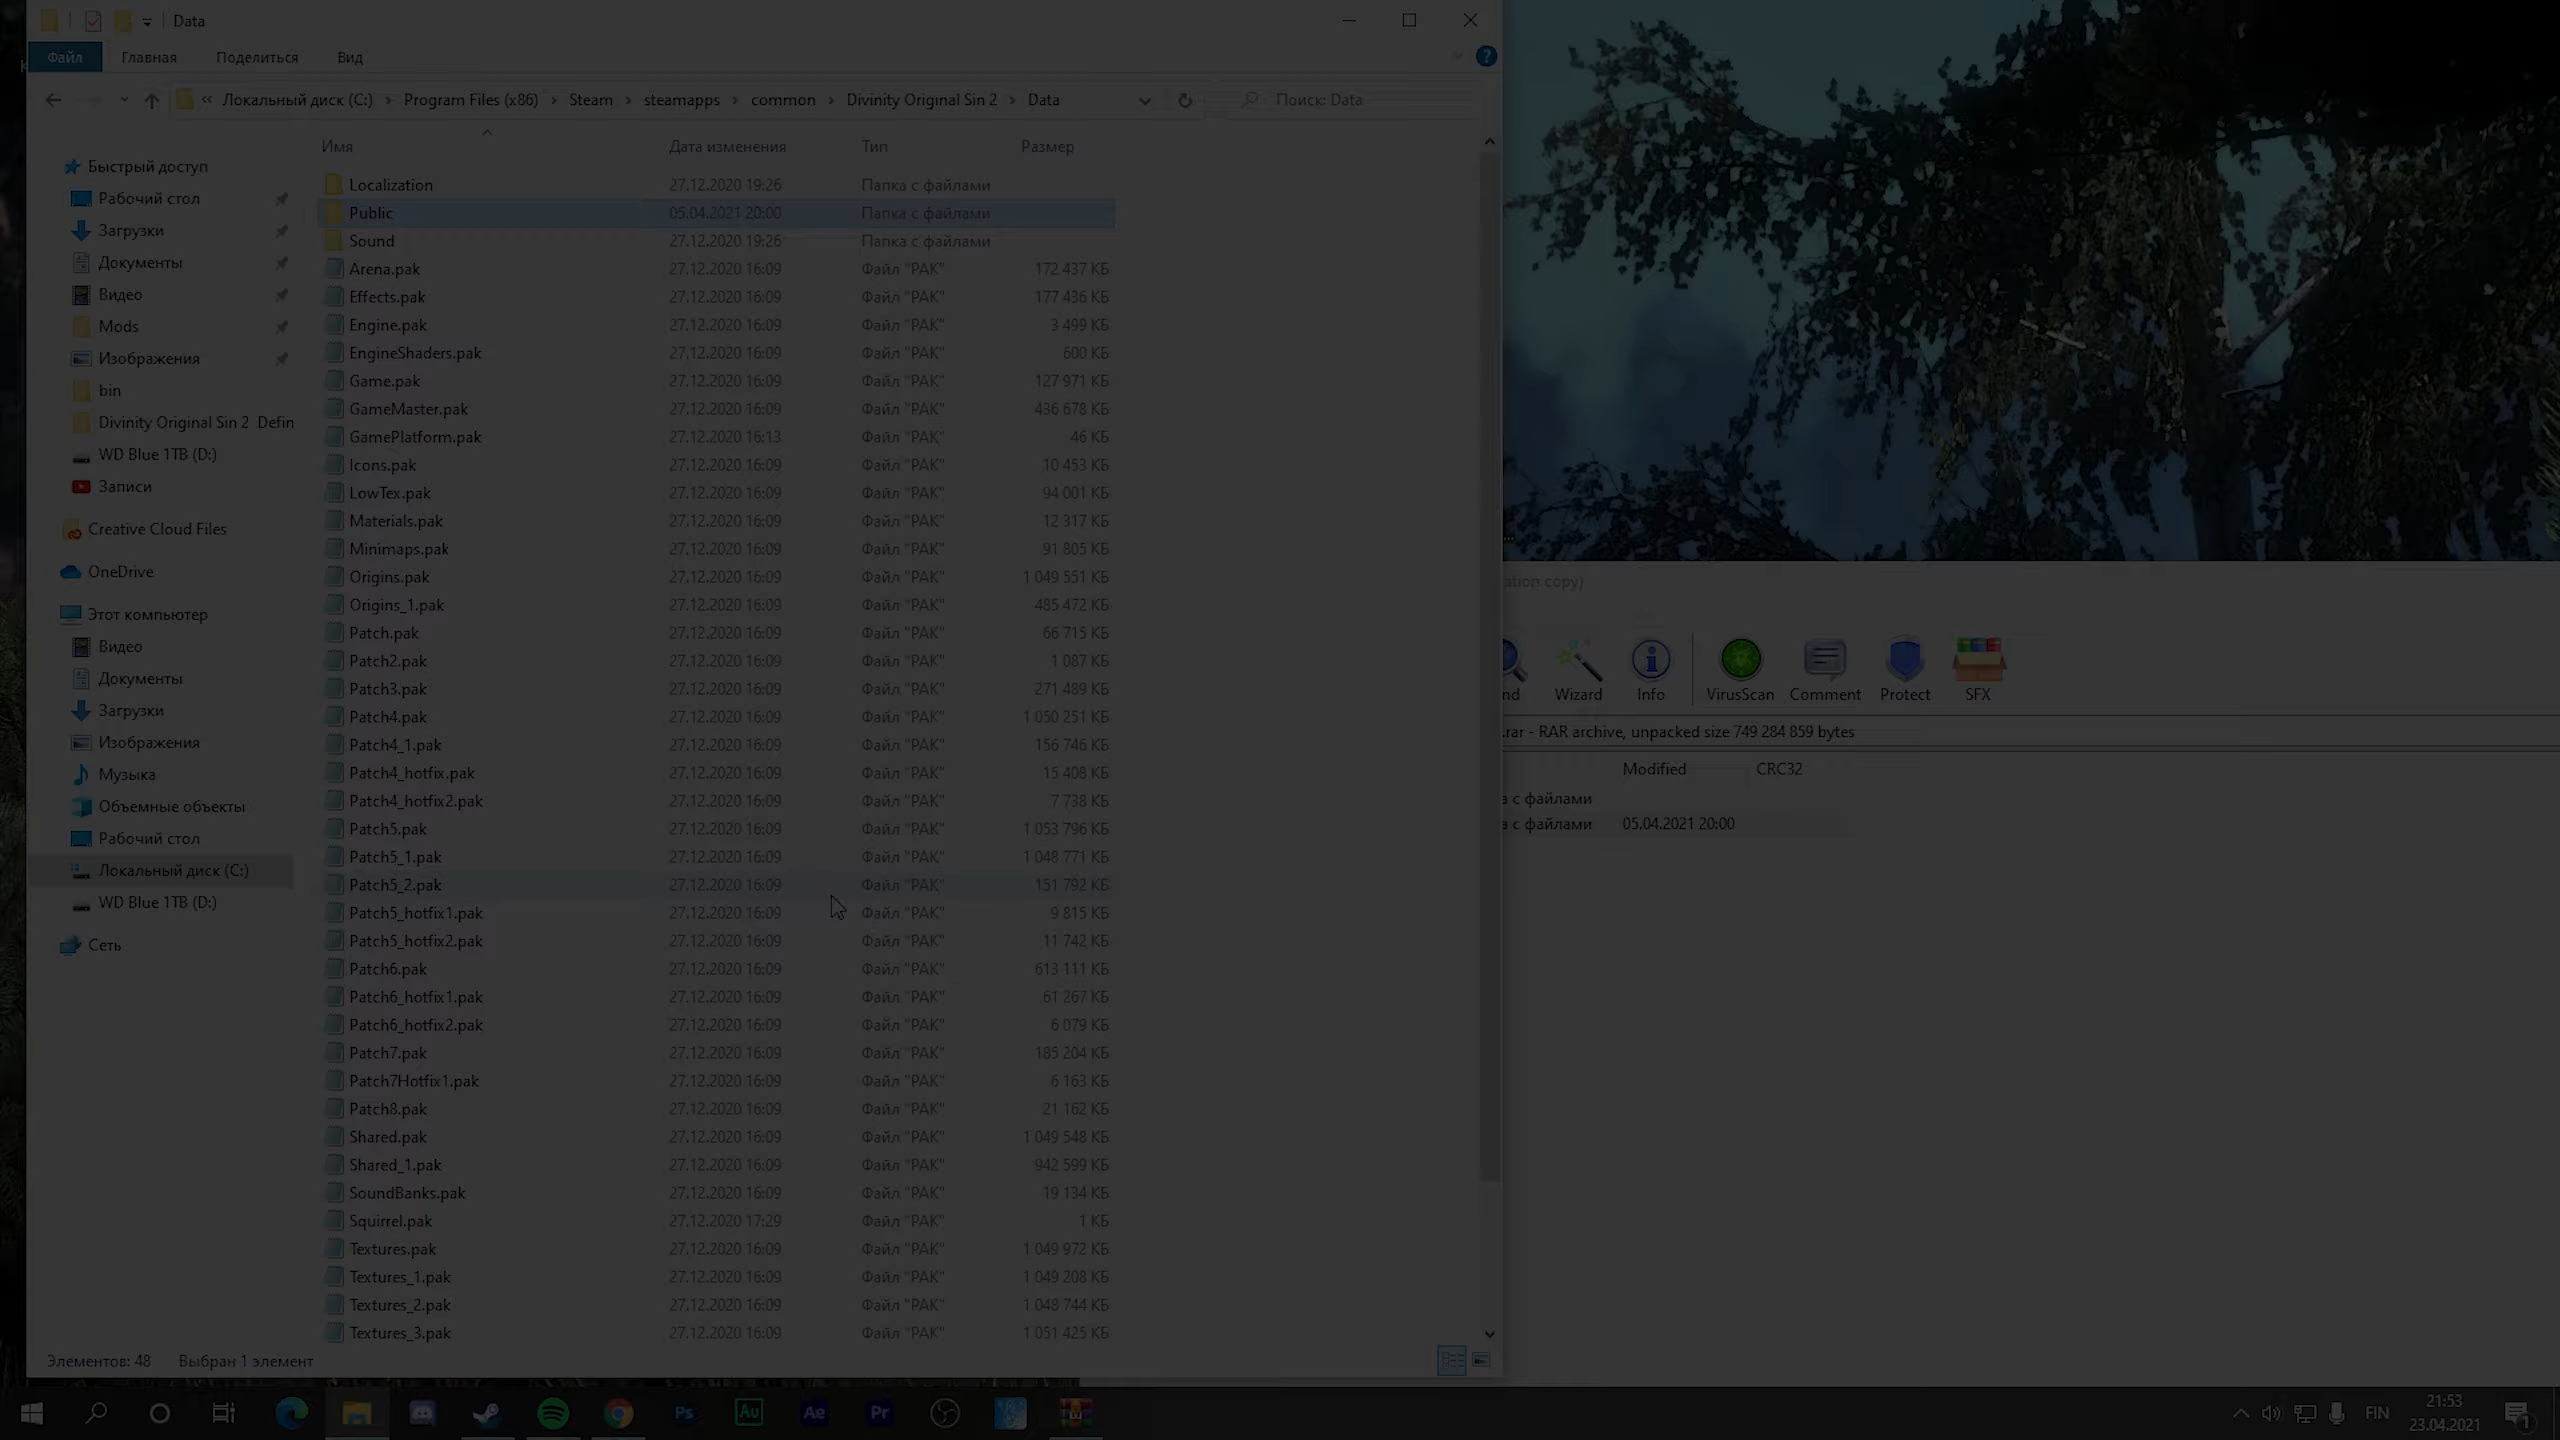 Data
Файл Главная Поделиться Вид
« Локальный диск (C:) › Program Files (x86) › Steam › steamapps › common › Divinity Original Sin 2 › Data
Поиск: Data
Имя Дата изменения Тип Размер
Быстрый доступ
Рабочий стол
Загрузки
Документы
Видео
Mods
Изображения
bin
Divinity Original Sin 2 Defin
WD Blue 1TB (D:)
Записи
Creative Cloud Files
OneDrive
Этот компьютер
Видео
Документы
Загрузки
Изображения
Музыка
Объемные объекты
Рабочий стол
Локальный диск (C:)
WD Blue 1TB (D:)
Сеть
Localization 27.12.2020 19:26 Папка с файлами
Public 05.04.2021 20:00 Папка с файлами
Sound 27.12.2020 19:26 Папка с файлами
Arena.pak 27.12.2020 16:09 Файл "PAK" 172 437 КБ
Effects.pak 27.12.2020 16:09 Файл "PAK" 177 436 КБ
Engine.pak 27.12.2020 16:09 Файл "PAK" 3 499 КБ
EngineShaders.pak 27.12.2020 16:09 Файл "PAK" 600 КБ
Game.pak 27.12.2020 16:09 Файл "PAK" 127 971 КБ
GameMaster.pak 27.12.2020 16:09 Файл "PAK" 436 678 КБ
GamePlatform.pak 27.12.2020 16:13 Файл "PAK" 46 КБ
Icons.pak 27.12.2020 16:09 Файл "PAK" 10 453 КБ
LowTex.pak 27.12.2020 16:09 Файл "PAK" 94 001 КБ
Materials.pak 27.12.2020 16:09 Файл "PAK" 12 317 КБ
Minimaps.pak 27.12.2020 16:09 Файл "PAK" 91 805 КБ
Origins.pak 27.12.2020 16:09 Файл "PAK" 1 049 551 КБ
Origins_1.pak 27.12.2020 16:09 Файл "PAK" 485 472 КБ
Patch.pak 27.12.2020 16:09 Файл "PAK" 66 715 КБ
Patch2.pak 27.12.2020 16:09 Файл "PAK" 1 087 КБ
Patch3.pak 27.12.2020 16:09 Файл "PAK" 271 489 КБ
Patch4.pak 27.12.2020 16:09 Файл "PAK" 1 050 251 КБ
Patch4_1.pak 27.12.2020 16:09 Файл "PAK" 156 746 КБ
Patch4_hotfix.pak 27.12.2020 16:09 Файл "PAK" 15 408 КБ
Patch4_hotfix2.pak 27.12.2020 16:09 Файл "PAK" 7 738 КБ
Patch5.pak 27.12.2020 16:09 Файл "PAK" 1 053 796 КБ
Patch5_1.pak 27.12.2020 16:09 Файл "PAK" 1 048 771 КБ
Patch5_2.pak 27.12.2020 16:09 Файл "PAK" 151 792 КБ
Patch5_hotfix1.pak 27.12.2020 16:09 Файл "PAK" 9 815 КБ
Patch5_hotfix2.pak 27.12.2020 16:09 Файл "PAK" 11 742 КБ
Patch6.pak 27.12.2020 16:09 Файл "PAK" 613 111 КБ
Patch6_hotfix1.pak 27.12.2020 16:09 Файл "PAK" 61 267 КБ
Patch6_hotfix2.pak 27.12.2020 16:09 Файл "PAK" 6 079 КБ
Patch7.pak 27.12.2020 16:09 Файл "PAK" 185 204 КБ
Patch7Hotfix1.pak 27.12.2020 16:09 Файл "PAK" 6 163 КБ
Patch8.pak 27.12.2020 16:09 Файл "PAK" 21 162 КБ
Shared.pak 27.12.2020 16:09 Файл "PAK" 1 049 548 КБ
Shared_1.pak 27.12.2020 16:09 Файл "PAK" 942 599 КБ
SoundBanks.pak 27.12.2020 16:09 Файл "PAK" 19 134 КБ
Squirrel.pak 27.12.2020 17:29 Файл "PAK" 1 КБ
Textures.pak 27.12.2020 16:09 Файл "PAK" 1 049 972 КБ
Textures_1.pak 27.12.2020 16:09 Файл "PAK" 1 049 208 КБ
Textures_2.pak 27.12.2020 16:09 Файл "PAK" 1 048 744 КБ
Textures_3.pak 27.12.2020 16:09 Файл "PAK" 1 051 425 КБ
Элементов: 48 Выбран 1 элемент
ation copy)
nd Wizard Info VirusScan Comment Protect SFX
.rar - RAR archive, unpacked size 749 284 859 bytes
Modified CRC32
а с файлами
а с файлами 05.04.2021 20:00
Ps Au Ae Pr
FIN
21:53
23.04.2021
1